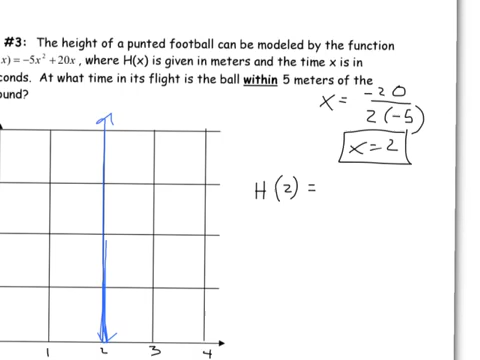 #3: The height of a punted football can be modeled by the function
x) = -5x² + 20x, where H(x) is given in meters and the time x is in
conds. At what time in its flight is the ball within 5 meters of the
ound?
x = -20 / 2(-5)
x = 2
H(2) =
1 2 3 4